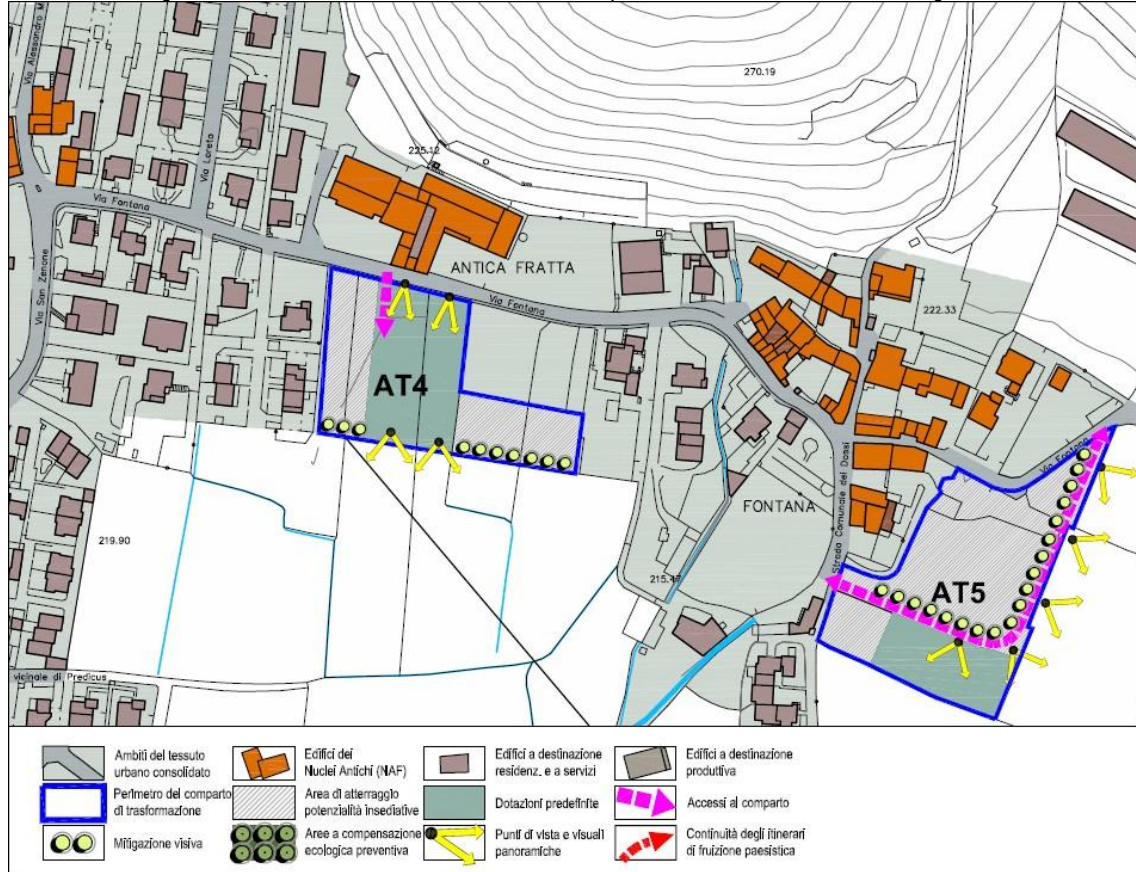 Via Alessandro M
270.19
Via Loreto
225.12
Via Fontana
Via San Zenone
ANTICA FRATTA
Via Fontana
222.33
AT4
Via Fontana
Strada Comunale dei Dossi
FONTANA
219.90
215.47
AT5
vicinale di Predicus
Ambiti del tessuto
urbano consolidato
Edifici dei
Nuclei Antichi (NAF)
Edifici a destinazione
residenz. e a servizi
Edifici a destinazione
produttiva
Perimetro del comparto
di trasformazione
Area di atterraggio
potenzialità insediative
Dotazioni predefinite
Accessi al comparto
Mitigazione visiva
Aree a compensazione
ecologica preventiva
Punti di vista e visuali
panoramiche
Continuità degli itinerari
di fruizione paesistica